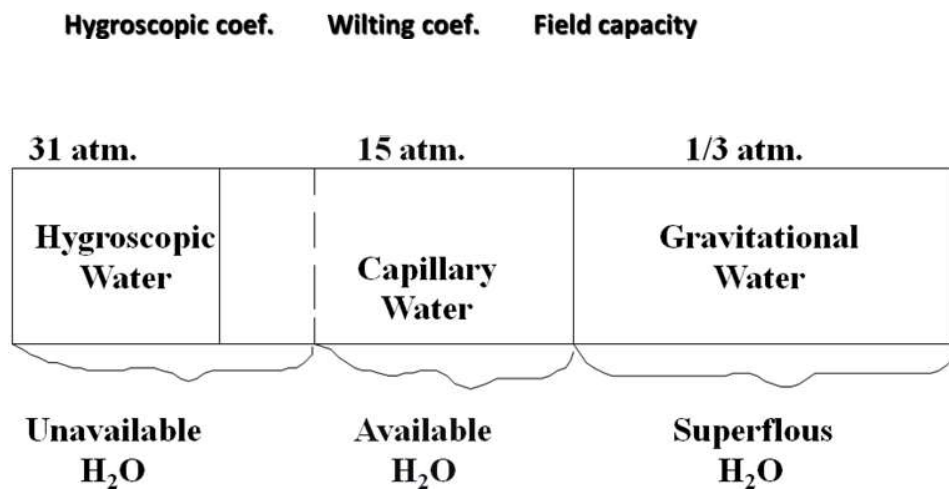 Hygroscopic coef. Wilting coef. Field capacity
31 atm. 15 atm. 1/3 atm.
Hygroscopic
Water
Capillary
Water
Gravitational
Water
Unavailable
H₂O
Available
H₂O
Superflous
H₂O